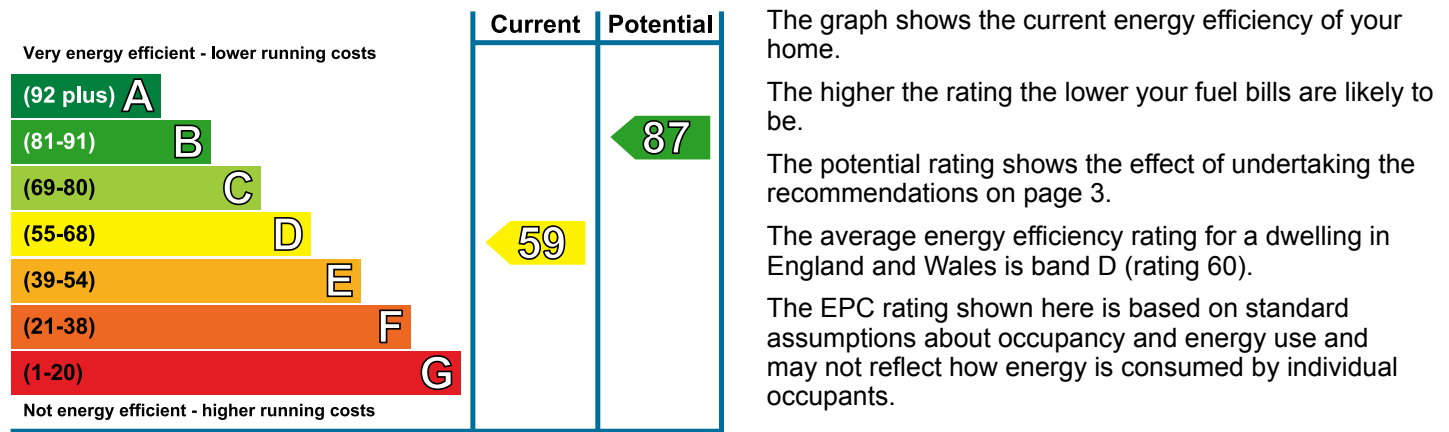 Current Potential
Very energy efficient - lower running costs
(92 plus) A
(81-91) B
87
(69-80) C
(55-68) D
59
(39-54) E
(21-38) F
(1-20) G
Not energy efficient - higher running costs
The graph shows the current energy efficiency of your
home.
The higher the rating the lower your fuel bills are likely to
be.
The potential rating shows the effect of undertaking the
recommendations on page 3.
The average energy efficiency rating for a dwelling in
England and Wales is band D (rating 60).
The EPC rating shown here is based on standard
assumptions about occupancy and energy use and
may not reflect how energy is consumed by individual
occupants.